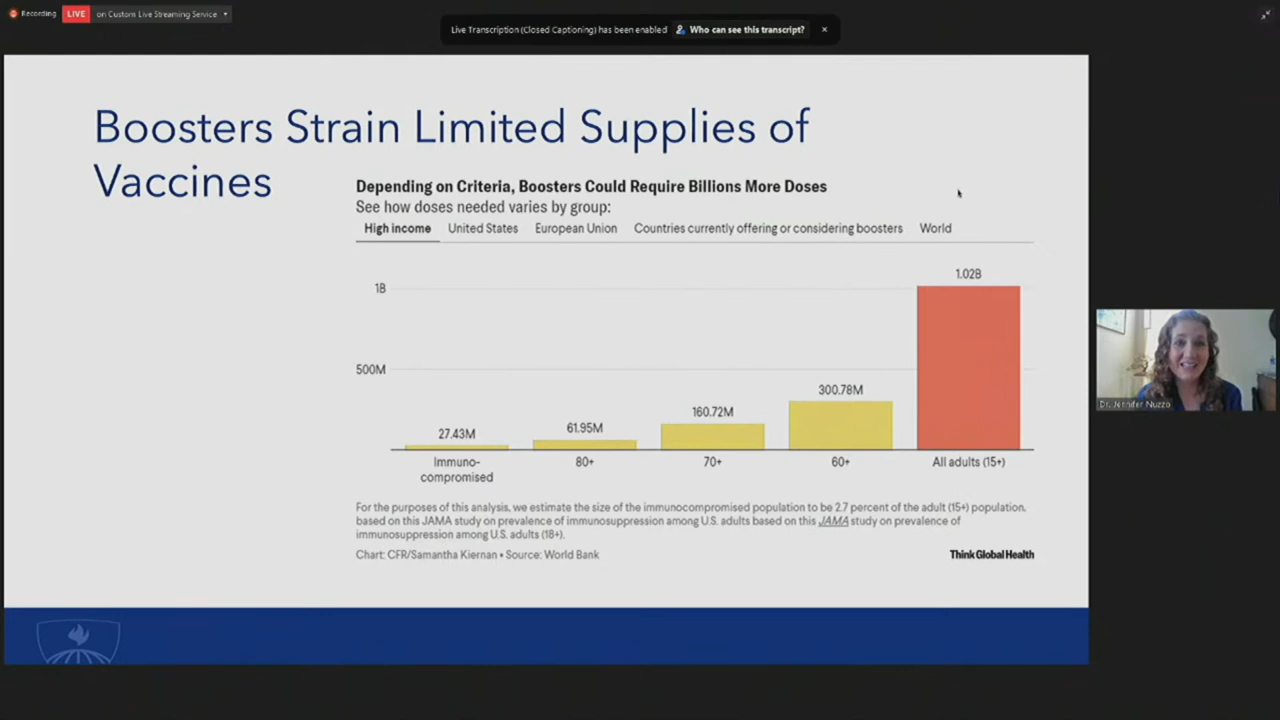 Recording
LIVE
on Custom Live Streaming Service
Live Transcription (Closed Captioning) has been enabled
Who can see this transcript?
Boosters Strain Limited Supplies of
Vaccines
Depending on Criteria, Boosters Could Require Billions More Doses
See how doses needed varies by group:
High income United States European Union Countries currently offering or considering boosters World
1B
500M
27.43M
61.95M
160.72M
300.78M
1.02B
Immuno-
compromised
80+
70+
60+
All adults (15+)
For the purposes of this analysis, we estimate the size of the immunocompromised population to be 2.7 percent of the adult (15+) population,
based on this JAMA study on prevalence of immunosuppression among U.S. adults based on this JAMA study on prevalence of
immunosuppression among U.S. adults (18+).
Chart: CFR/Samantha Kiernan • Source: World Bank
Think Global Health
Dr. Jennifer Nuzzo